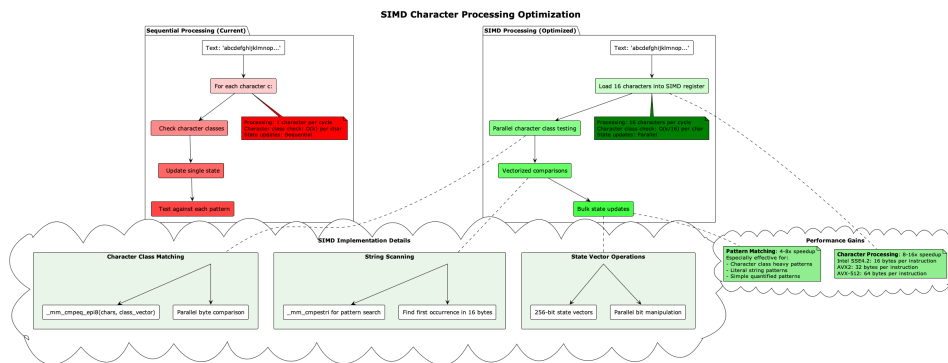 SIMD Character Processing Optimization
Sequential Processing (Current)
Text: 'abcdefghijklmnop...'
For each character c:
Processing: 1 character per cycle
Character class check: O(k) per char
State updates: Sequential
Check character classes
Update single state
Test against each pattern
SIMD Processing (Optimized)
Text: 'abcdefghijklmnop...'
Load 16 characters into SIMD register
Processing: 16 characters per cycle
Character class check: O(k/16) per char
State updates: Parallel
Parallel character class testing
Vectorized comparisons
Bulk state updates
SIMD Implementation Details
Character Class Matching
_mm_cmpeq_epi8(chars, class_vector)
Parallel byte comparison
String Scanning
_mm_cmpestri for pattern search
Find first occurrence in 16 bytes
State Vector Operations
256-bit state vectors
Parallel bit manipulation
Performance Gains
Pattern Matching: 4-8x speedup
Especially effective for:
- Character class heavy patterns
- Literal string patterns
- Simple quantified patterns
Character Processing: 8-16x speedup
Intel SSE4.2: 16 bytes per instruction
AVX2: 32 bytes per instruction
AVX-512: 64 bytes per instruction